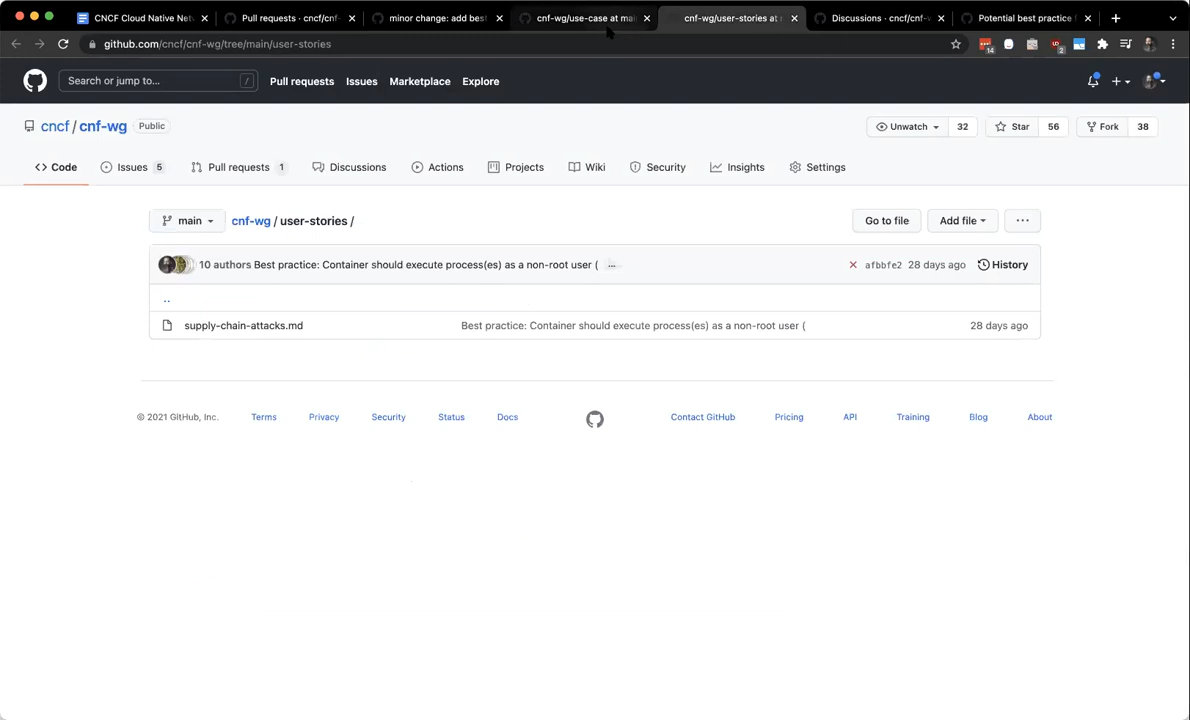 CNCF Cloud Native Net
Pull requests · cncf/cnf-
minor change: add best
cnf-wg/use-case at mai
cnf-wg/user-stories at
Discussions · cncf/cnf-
Potential best practice
github.com/cncf/cnf-wg/tree/main/user-stories
14
2
Search or jump to...
/
Pull requests
Issues
Marketplace
Explore
cncf / cnf-wg
Public
Unwatch 32
Star 56
Fork 38
Code
Issues 5
Pull requests 1
Discussions
Actions
Projects
Wiki
Security
Insights
Settings
main
cnf-wg / user-stories /
Go to file
Add file
···
10 authors Best practice: Container should execute process(es) as a non-root user ( ...
afbbfe2 28 days ago
History
..
supply-chain-attacks.md
Best practice: Container should execute process(es) as a non-root user (
28 days ago
© 2021 GitHub, Inc.
Terms
Privacy
Security
Status
Docs
Contact GitHub
Pricing
API
Training
Blog
About